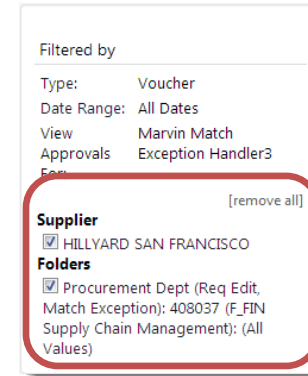 Filtered by
Type: Voucher
Date Range: All Dates
View Marvin Match
Approvals Exception Handler3
For:
[remove all]
Supplier
HILLYARD SAN FRANCISCO
Folders
Procurement Dept (Req Edit,
Match Exception): 408037 (F_FIN
Supply Chain Management): (All
Values)